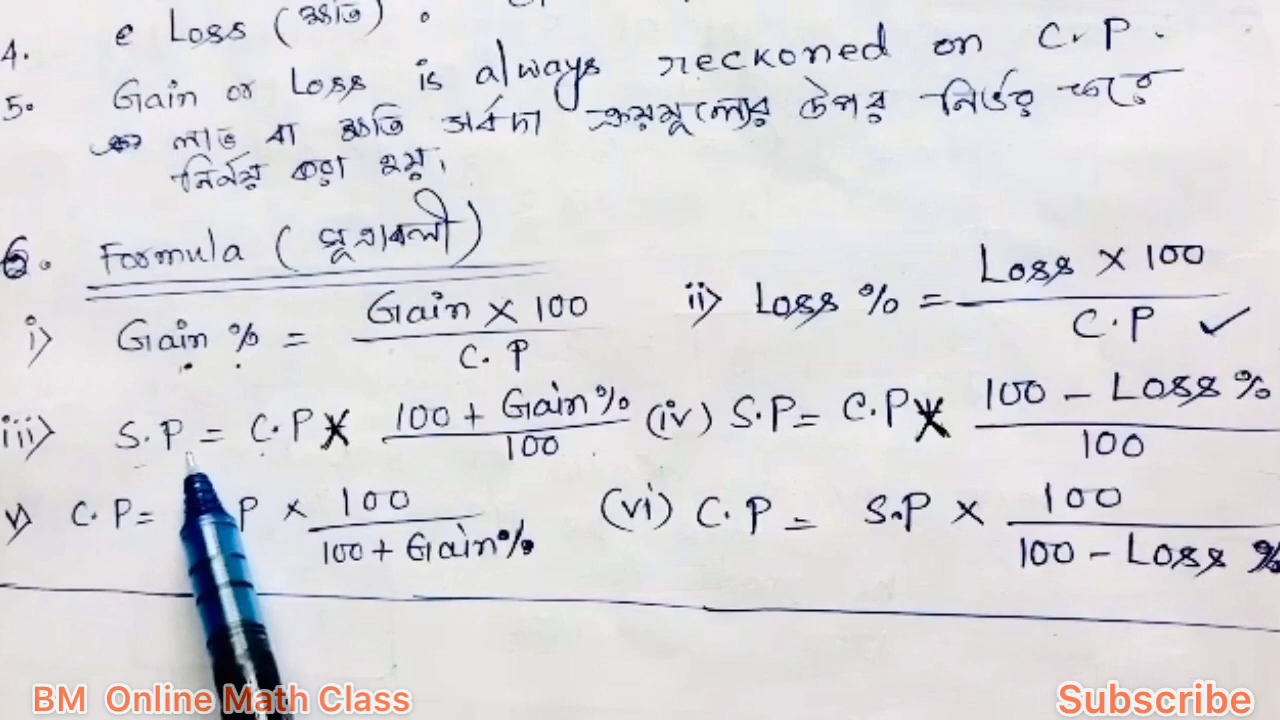 4. e Loss (ক্ষতি).
5. Gain or Loss is always reckoned on C.P.
লাভ বা ক্ষতি সর্বদা ক্রয়মূল্যের উপর নির্ভর করে
নির্ণয় করা হয়।
6. Formula (সূত্রাবলী)
i) Gain % = Gain × 100 / C.P
ii) Loss % = Loss × 100 / C.P ✓
iii) S.P = C.P × 100 + Gain% / 100
(iv) S.P = C.P × 100 - Loss % / 100
v) C.P = P × 100 / 100 + Gain%
(vi) C.P = S.P × 100 / 100 - Loss %
BM Online Math Class
Subscribe